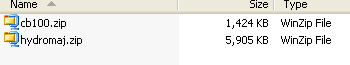 Name Size Type
cb100.zip 1,424 KB WinZip File
hydromaj.zip 5,905 KB WinZip File